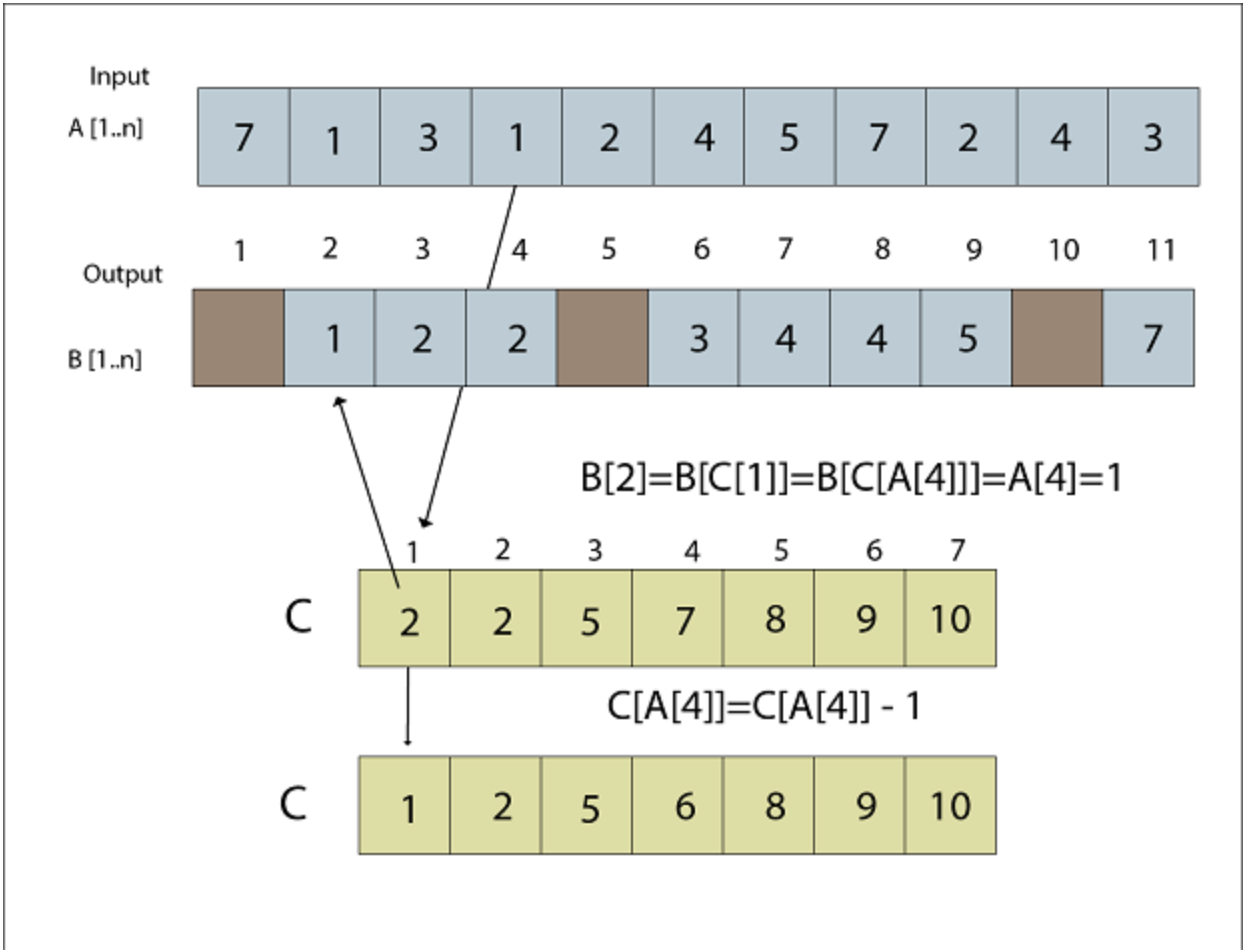 Input
A [1..n]
7 1 3 1 2 4 5 7 2 4 3
1 2 3 4 5 6 7 8 9 10 11
Output
B [1..n]
1 2 2 3 4 4 5 7
B[2]=B[C[1]]=B[C[A[4]]]=A[4]=1
1 2 3 4 5 6 7
C 2 2 5 7 8 9 10
C[A[4]]=C[A[4]] - 1
C 1 2 5 6 8 9 10